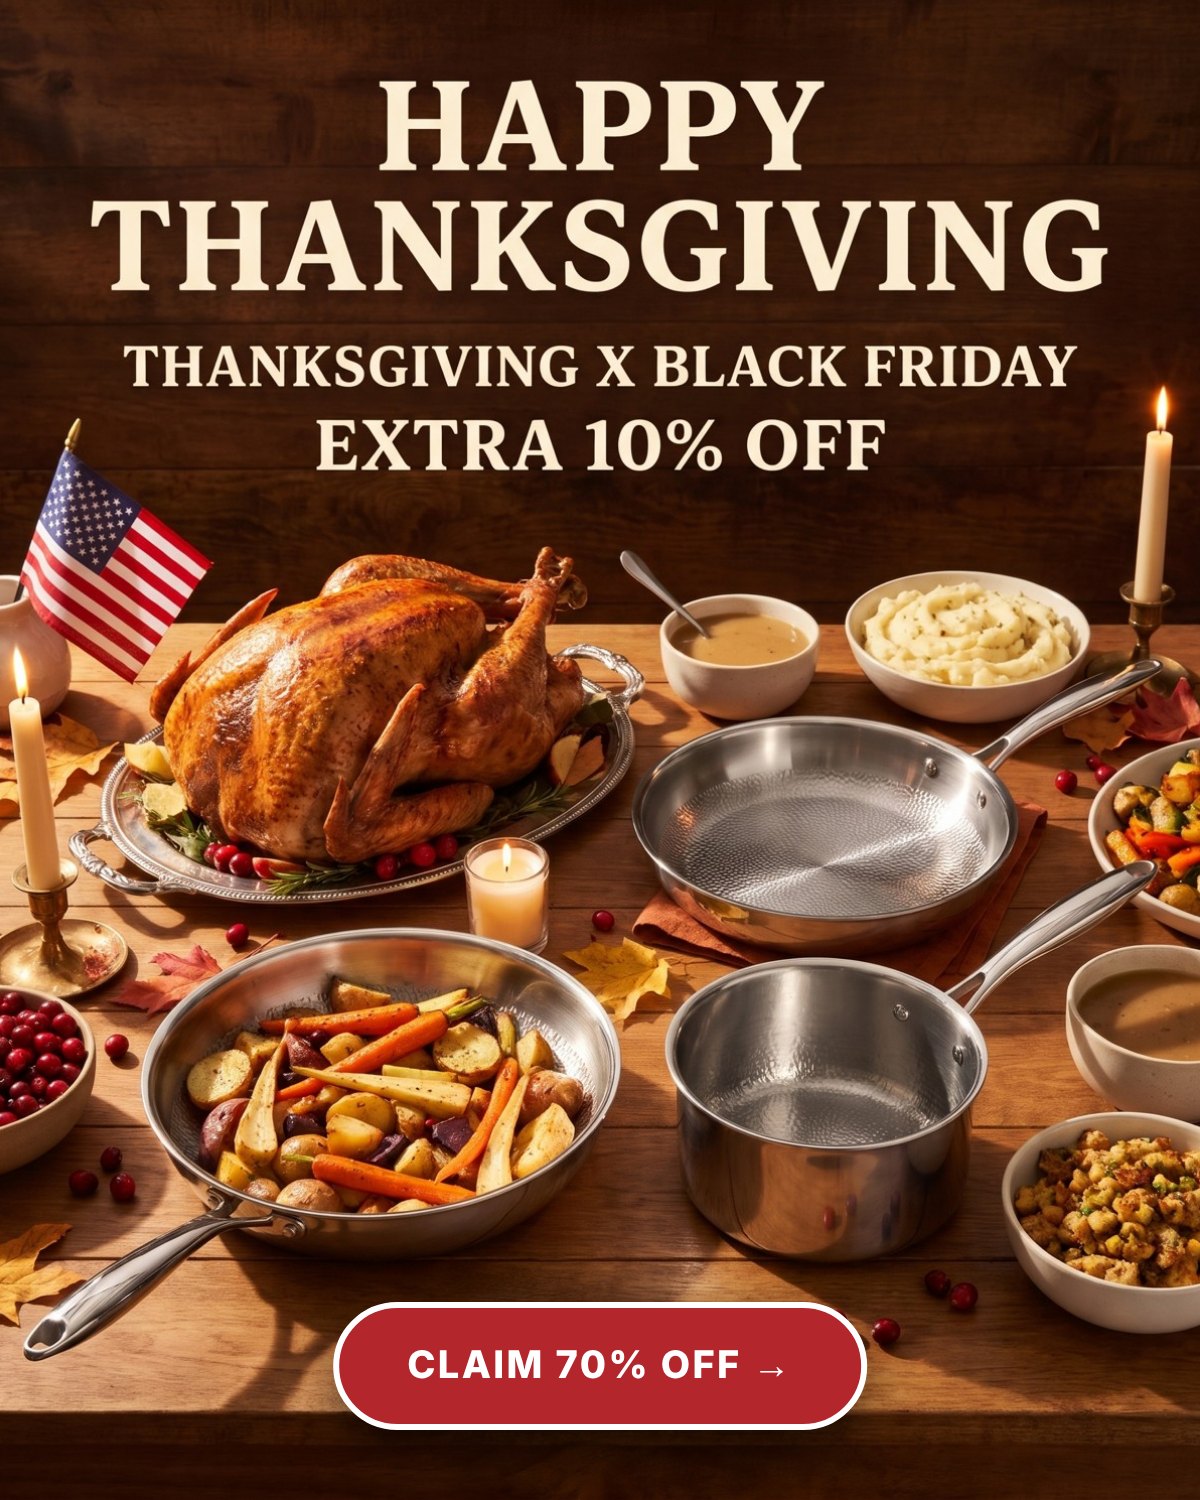 HAPPY
THANKSGIVING
THANKSGIVING X BLACK FRIDAY
EXTRA 10% OFF
CLAIM 70% OFF →